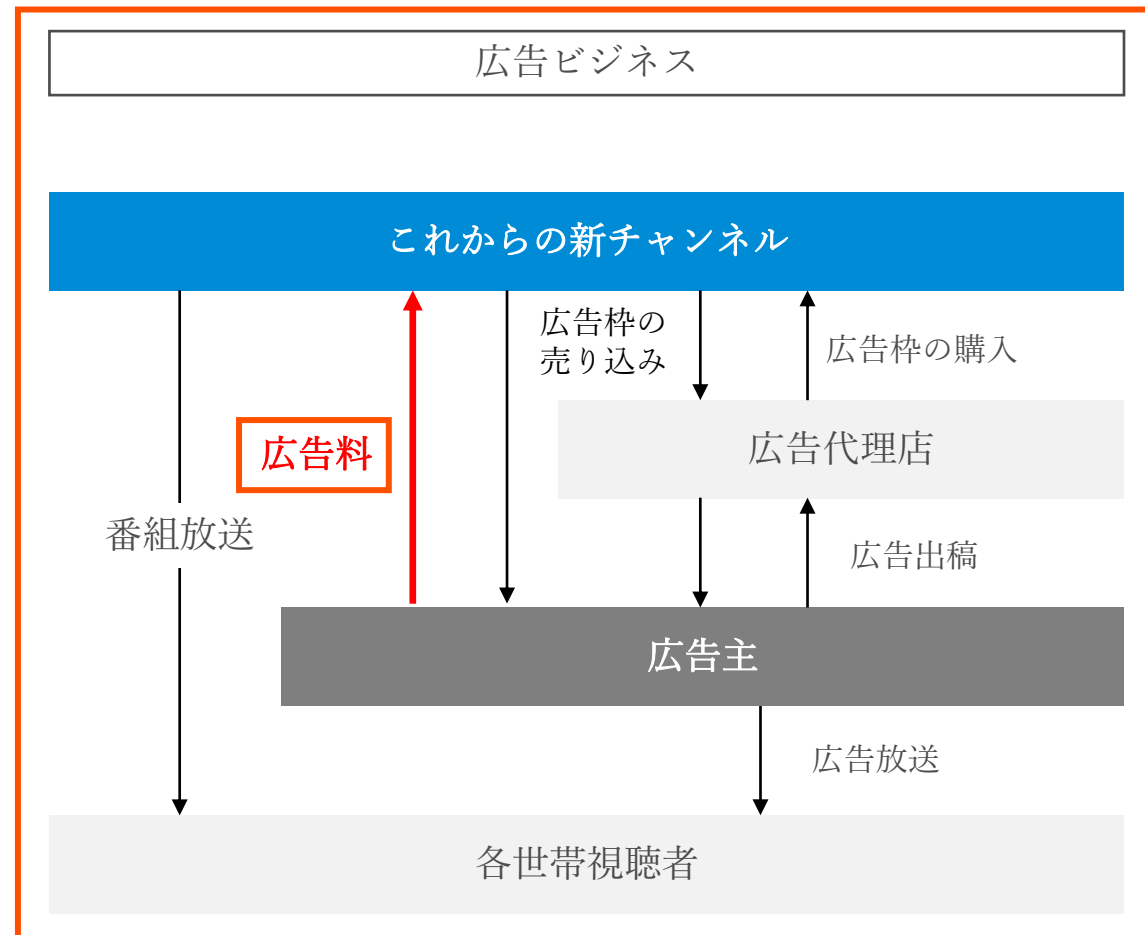 広告ビジネス
これからの新チャンネル
広告枠の
売り込み
広告枠の購入
広告代理店
広告料
番組放送
広告出稿
広告主
広告放送
各世帯視聴者